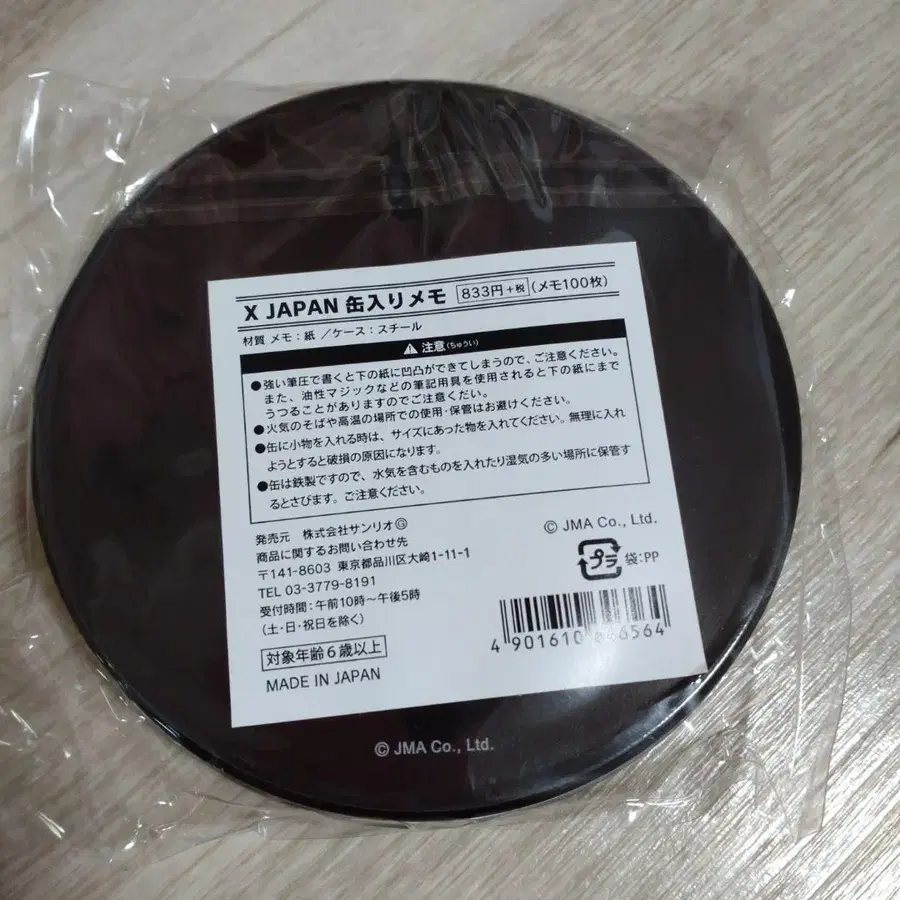 X JAPAN 缶入りメモ 833円+税 (メモ100枚)
材質 メモ:紙 /ケース:スチール
注意(ちゅうい)
●強い筆圧で書くと下の紙に凹凸ができてしまうので、ご注意ください。
また、油性マジックなどの筆記用具を使用されると下の紙にまで
うつることがありますのでご注意ください。
●火気のそばや高温の場所での使用・保管はお避けください。
●缶に小物を入れる時は、サイズにあった物を入れてください。無理に入れ
ようとすると破損の原因になります。
●缶は鉄製ですので、水気を含むものを入れたり湿気の多い場所に保管す
るとさびます。ご注意ください。
発売元 株式会社サンリオⒼ
商品に関するお問い合わせ先
〒141-8603 東京都品川区大崎1-11-1
TEL 03-3779-8191
受付時間:午前10時~午後5時
(土・日・祝日を除く)
対象年齢6歳以上
MADE IN JAPAN
© JMA Co., Ltd.
プラ 袋:PP
4 901610
6564
© JMA Co., Ltd.